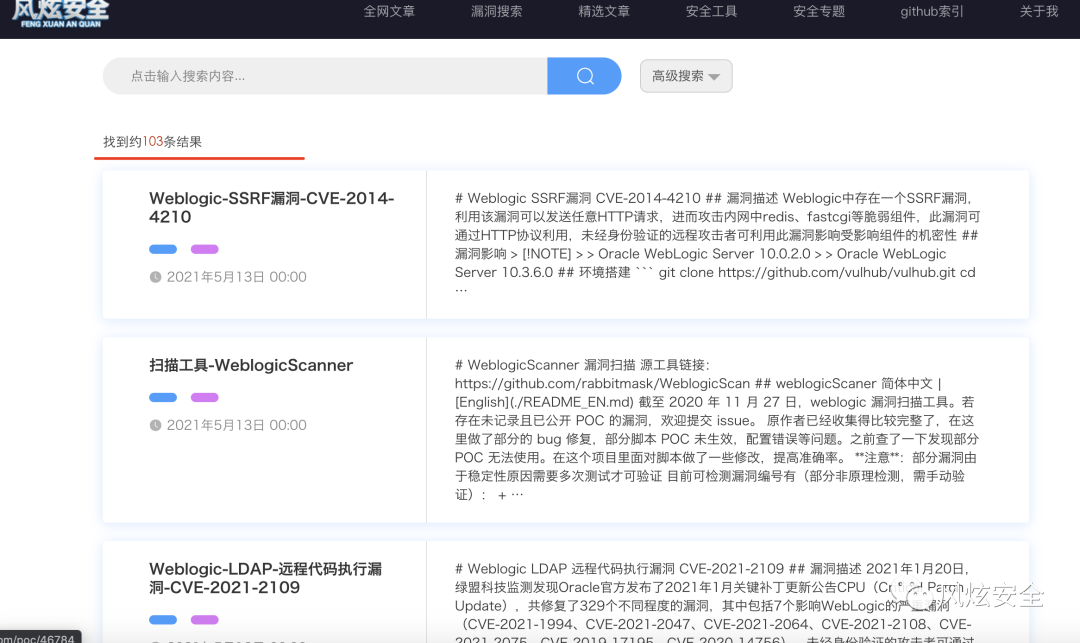 风炫安全
FENG XUAN AN QUAN
全网文章 漏洞搜索 精选文章 安全工具 安全专题 github索引 关于我
点击输入搜索内容...
高级搜索
找到约103条结果
Weblogic-SSRF漏洞-CVE-2014-
4210
2021年5月13日 00:00
# Weblogic SSRF漏洞 CVE-2014-4210 ## 漏洞描述 Weblogic中存在一个SSRF漏洞，
利用该漏洞可以发送任意HTTP请求，进而攻击内网中redis、fastcgi等脆弱组件，此漏洞可
通过HTTP协议利用，未经身份验证的远程攻击者可利用此漏洞影响受影响组件的机密性 ##
漏洞影响 > [!NOTE] > > Oracle WebLogic Server 10.0.2.0 > > Oracle WebLogic
Server 10.3.6.0 ## 环境搭建 ``` git clone https://github.com/vulhub/vulhub.git cd
…
扫描工具-WeblogicScanner
2021年5月13日 00:00
# WeblogicScanner 漏洞扫描 源工具链接：
https://github.com/rabbitmask/WeblogicScan ## weblogicScaner 简体中文 |
[English](./README_EN.md) 截至 2020 年 11 月 27 日，weblogic 漏洞扫描工具。若
存在未记录且已公开 POC 的漏洞，欢迎提交 issue。 原作者已经收集得比较完整了，在这
里做了部分的 bug 修复，部分脚本 POC 未生效，配置错误等问题。之前查了一下发现部分
POC 无法使用。在这个项目里面对脚本做了一些修改，提高准确率。 **注意**：部分漏洞由
于稳定性原因需要多次测试才可验证 目前可检测漏洞编号有（部分非原理检测，需手动验
证）： + …
Weblogic-LDAP-远程代码执行漏
洞-CVE-2021-2109
# Weblogic LDAP 远程代码执行漏洞 CVE-2021-2109 ## 漏洞描述 2021年1月20日，
绿盟科技监测发现Oracle官方发布了2021年1月关键补丁更新公告CPU（
Update），共修复了329个不同程度的漏洞，其中包括7个影响WebLogic的严重漏洞
（CVE-2021-1994、CVE-2021-2047、CVE-2021-2064、CVE-2021-2108、CVE-
2021-2075、CVE-2019-17195、CVE-2020-14756），未经身份验证的攻击者可通过
风炫安全
om/poc/46784